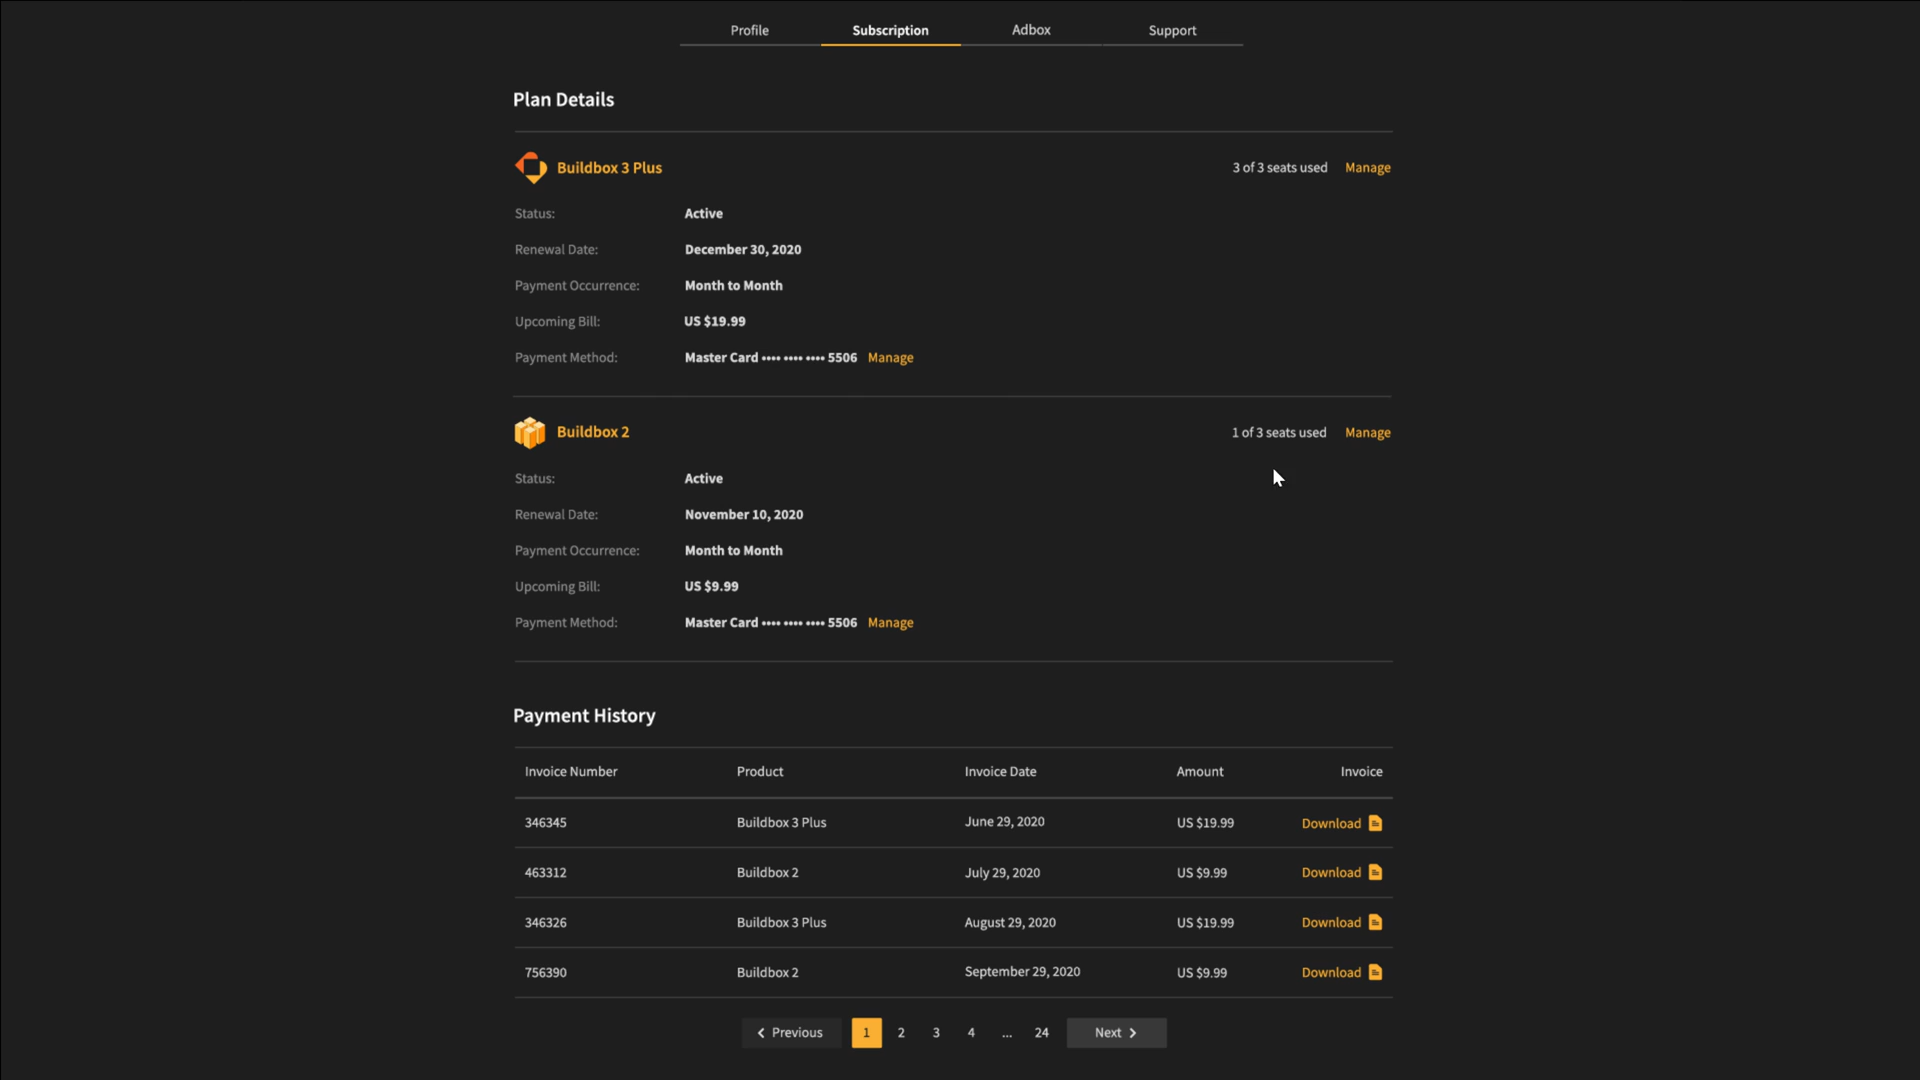 Profile Subscription Adbox Support
Plan Details
Buildbox 3 Plus 3 of 3 seats used Manage
Status: Active
Renewal Date: December 30, 2020
Payment Occurrence: Month to Month
Upcoming Bill: US $19.99
Payment Method: Master Card •••• •••• •••• 5506 Manage
Buildbox 2 1 of 3 seats used Manage
Status: Active
Renewal Date: November 10, 2020
Payment Occurrence: Month to Month
Upcoming Bill: US $9.99
Payment Method: Master Card •••• •••• •••• 5506 Manage
Payment History
Invoice Number Product Invoice Date Amount Invoice
346345 Buildbox 3 Plus June 29, 2020 US $19.99 Download
463312 Buildbox 2 July 29, 2020 US $9.99 Download
346326 Buildbox 3 Plus August 29, 2020 US $19.99 Download
756390 Buildbox 2 September 29, 2020 US $9.99 Download
Previous 1 2 3 4 ... 24 Next